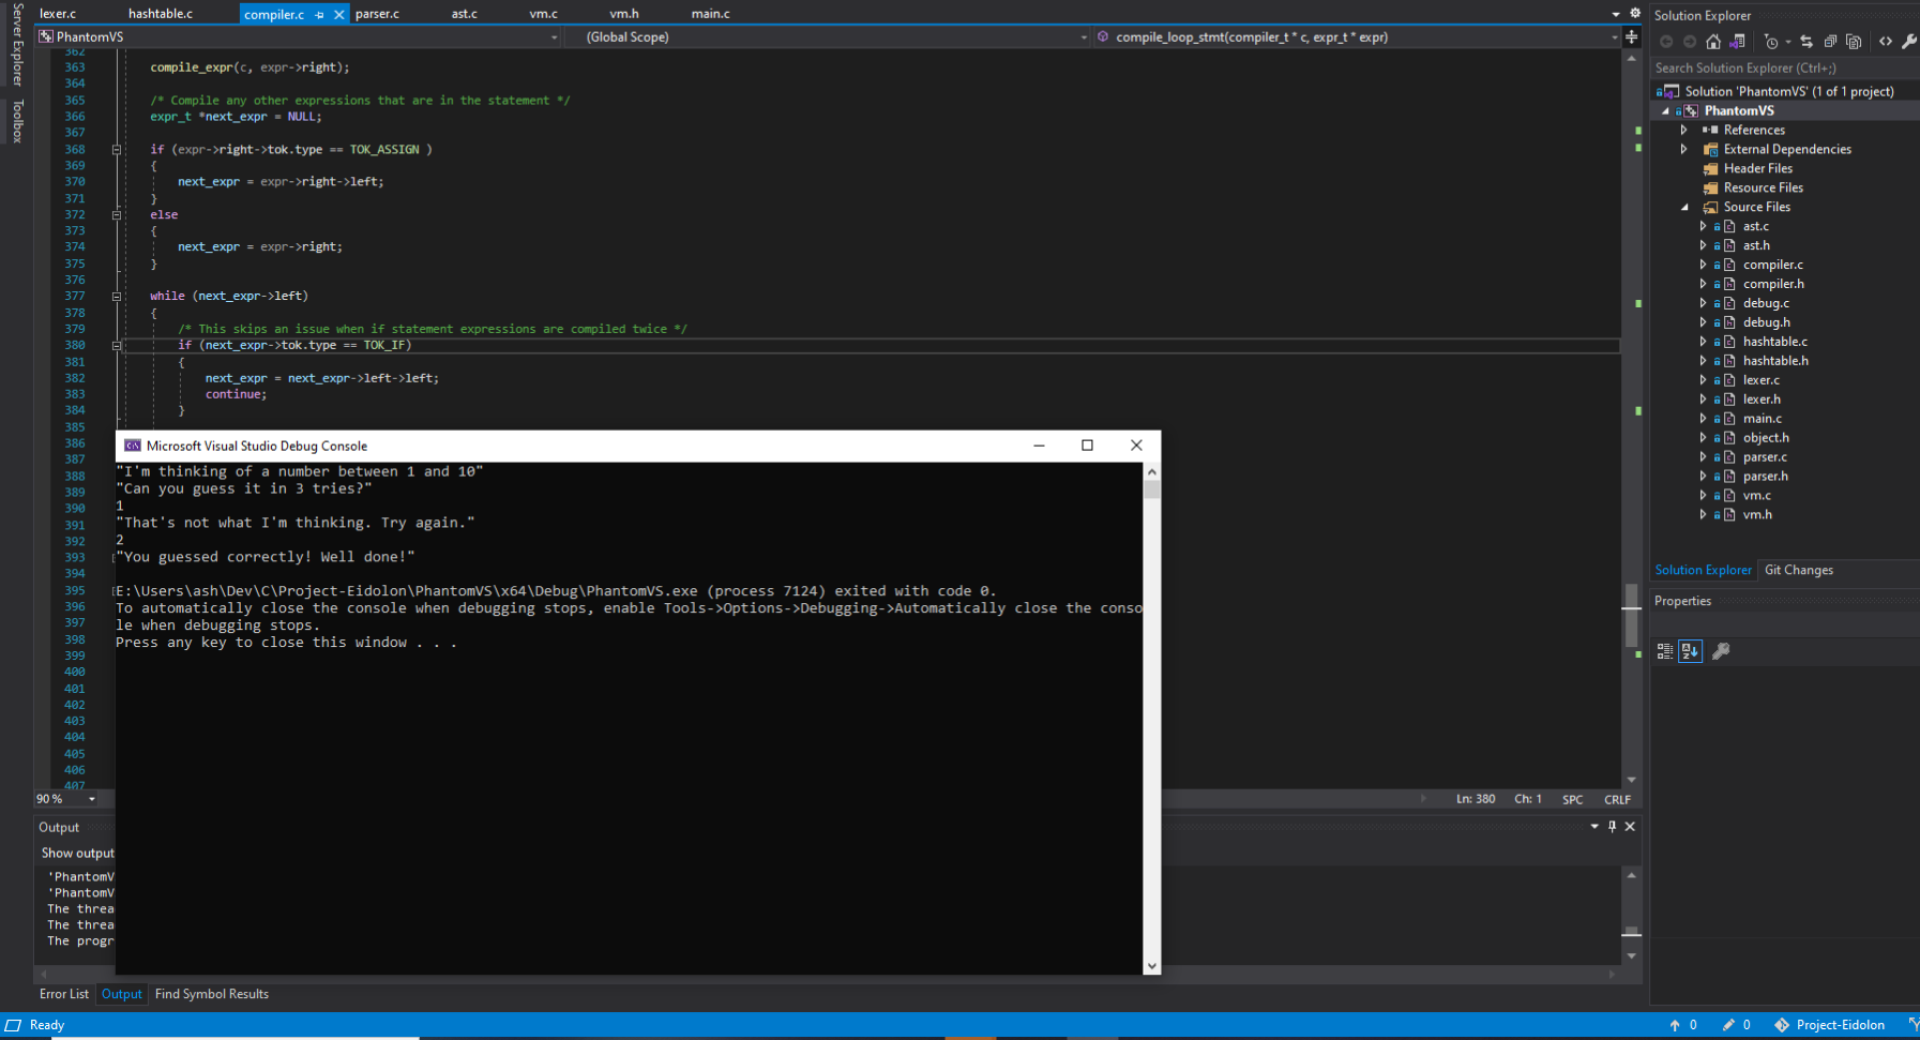 Server Explorer
Toolbox
lexer.c hashtable.c compiler.c parser.c ast.c vm.c vm.h main.c
PhantomVS (Global Scope) compile_loop_stmt(compiler_t * c, expr_t * expr)
362
363 compile_expr(c, expr->right);
364
365 /* Compile any other expressions that are in the statement */
366 expr_t *next_expr = NULL;
367
368 if (expr->right->tok.type == TOK_ASSIGN )
369 {
370 next_expr = expr->right->left;
371 }
372 else
373 {
374 next_expr = expr->right;
375 }
376
377 while (next_expr->left)
378 {
379 /* This skips an issue when if statement expressions are compiled twice */
380 if (next_expr->tok.type == TOK_IF)
381 {
382 next_expr = next_expr->left->left;
383 continue;
384 }
385
386
387
388
389
390
391
392
393
394
395
396
397
398
399
400
401
402
403
404
405
406
407
Microsoft Visual Studio Debug Console
"I'm thinking of a number between 1 and 10"
"Can you guess it in 3 tries?"
1
"That's not what I'm thinking. Try again."
2
"You guessed correctly! Well done!"
E:\Users\ash\Dev\C\Project-Eidolon\PhantomVS\x64\Debug\PhantomVS.exe (process 7124) exited with code 0.
To automatically close the console when debugging stops, enable Tools->Options->Debugging->Automatically close the conso
le when debugging stops.
Press any key to close this window . . .
90 % Ln: 380 Ch: 1 SPC CRLF
Output
Show output
'PhantomV
'PhantomV
The threa
The threa
The progr
Error List Output Find Symbol Results
Solution Explorer
Search Solution Explorer (Ctrl+;)
Solution 'PhantomVS' (1 of 1 project)
PhantomVS
References
External Dependencies
Header Files
Resource Files
Source Files
ast.c
ast.h
compiler.c
compiler.h
debug.c
debug.h
hashtable.c
hashtable.h
lexer.c
lexer.h
main.c
object.h
parser.c
parser.h
vm.c
vm.h
Solution Explorer Git Changes
Properties
Ready 0 0 Project-Eidolon